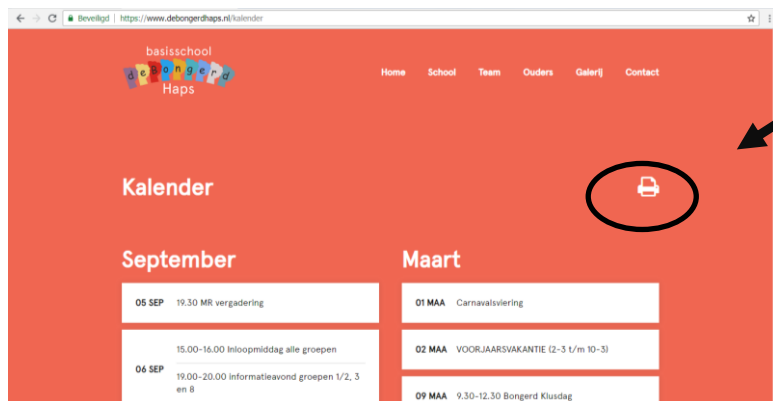 Beveiligd | https://www.debongerdhaps.nl/kalender
basisschool
deBongerd
Haps
Home School Team Ouders Galerij Contact
Kalender
September
05 SEP 19.30 MR vergadering
06 SEP
15.00-16.00 Inloopmiddag alle groepen
19.00-20.00 Informatieavond groepen 1/2, 3
en 8
Maart
01 MAA Carnavalsviering
02 MAA VOORJAARSVAKANTIE (2-3 t/m 10-3)
09 MAA 9.30-12.30 Bongerd Klusdag